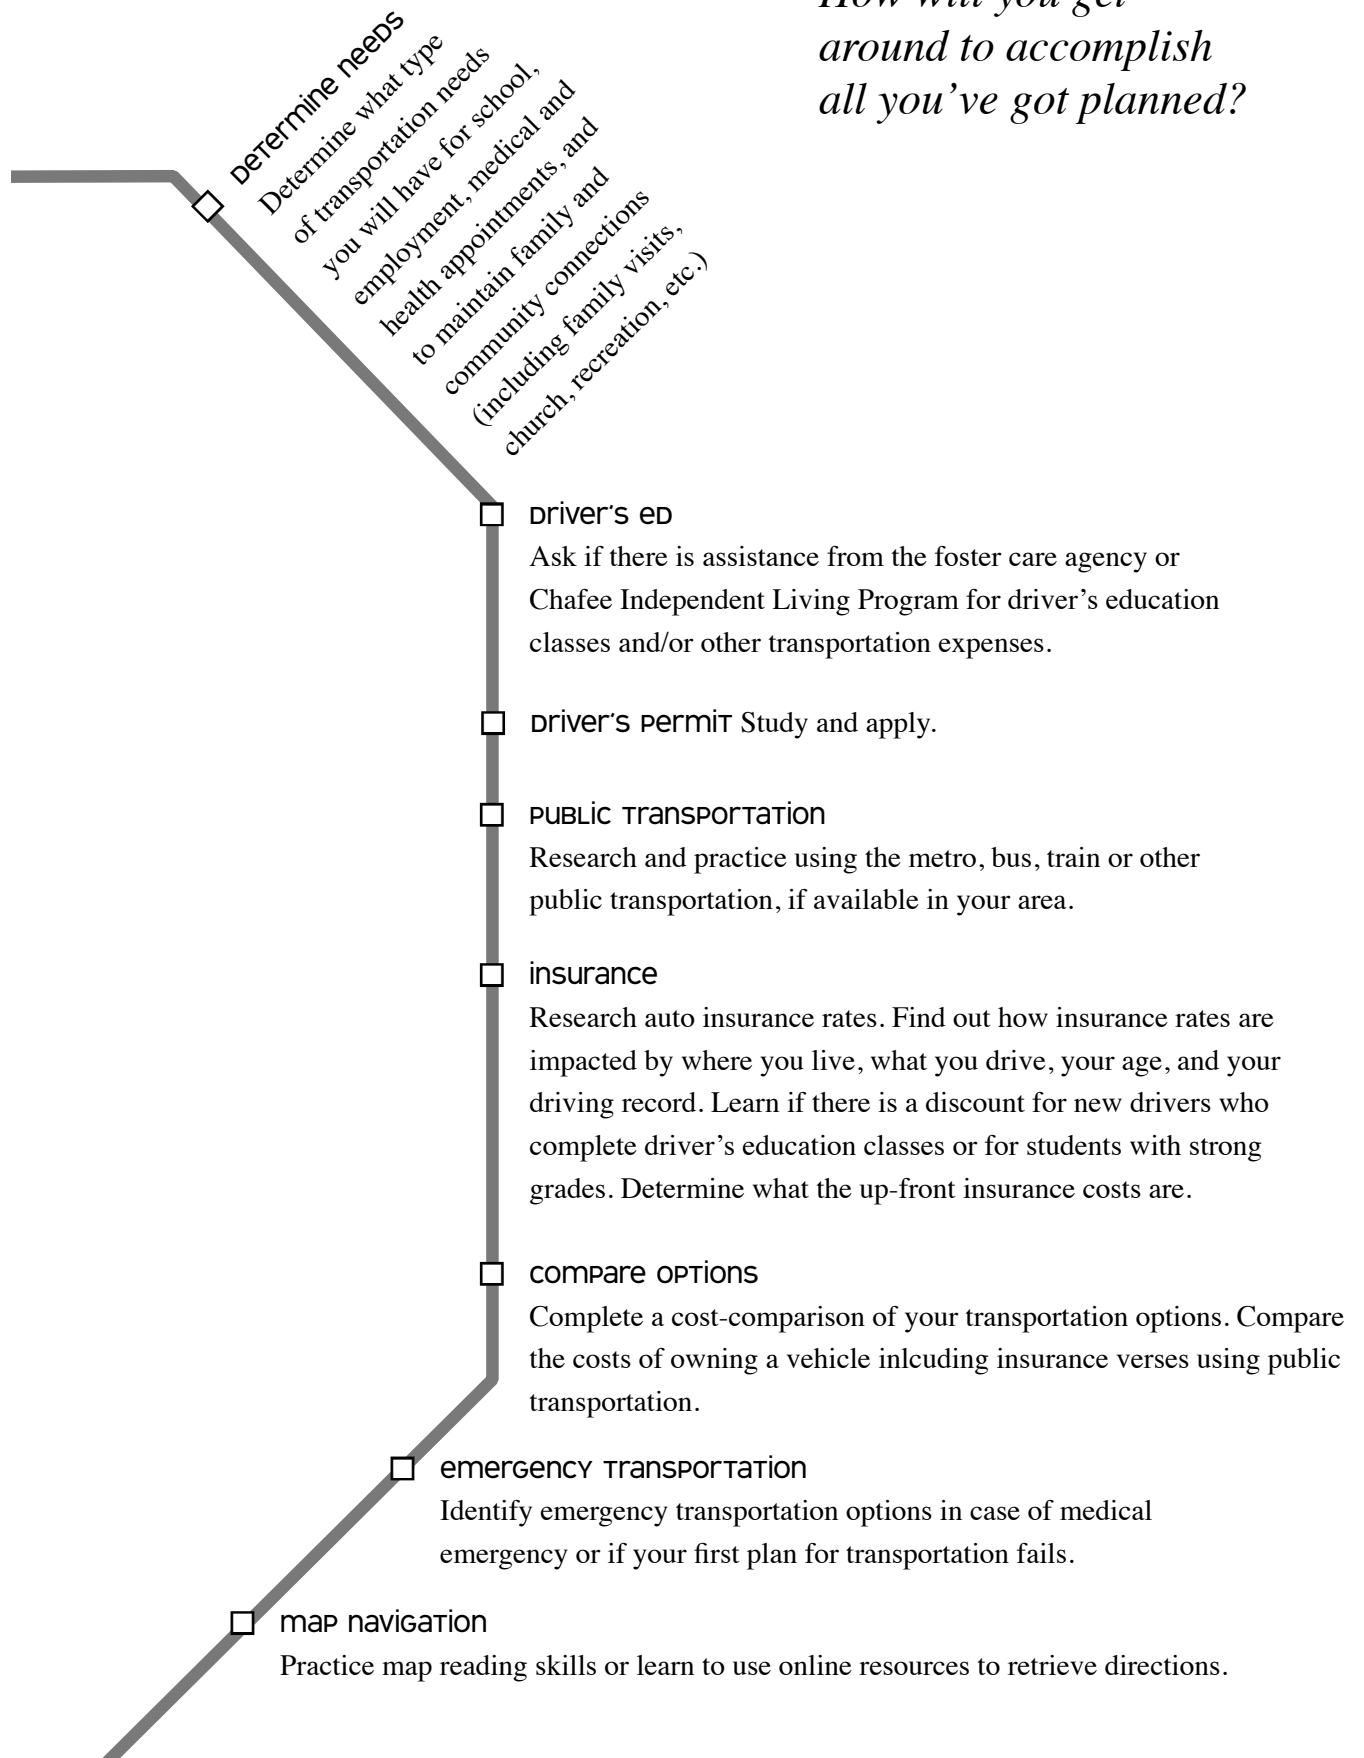 How will you get
around to accomplish
all you've got planned?
Determine needs
Determine what type
of transportation needs
you will have for school,
employment, medical and
health appointments, and
to maintain family and
community connections
(including family visits,
church, recreation, etc.)
Driver's ed
Ask if there is assistance from the foster care agency or
Chafee Independent Living Program for driver's education
classes and/or other transportation expenses.
Driver's permit Study and apply.
Public transportation
Research and practice using the metro, bus, train or other
public transportation, if available in your area.
insurance
Research auto insurance rates. Find out how insurance rates are
impacted by where you live, what you drive, your age, and your
driving record. Learn if there is a discount for new drivers who
complete driver's education classes or for students with strong
grades. Determine what the up-front insurance costs are.
compare options
Complete a cost-comparison of your transportation options. Compare
the costs of owning a vehicle inlcuding insurance verses using public
transportation.
emergency transportation
Identify emergency transportation options in case of medical
emergency or if your first plan for transportation fails.
map navigation
Practice map reading skills or learn to use online resources to retrieve directions.